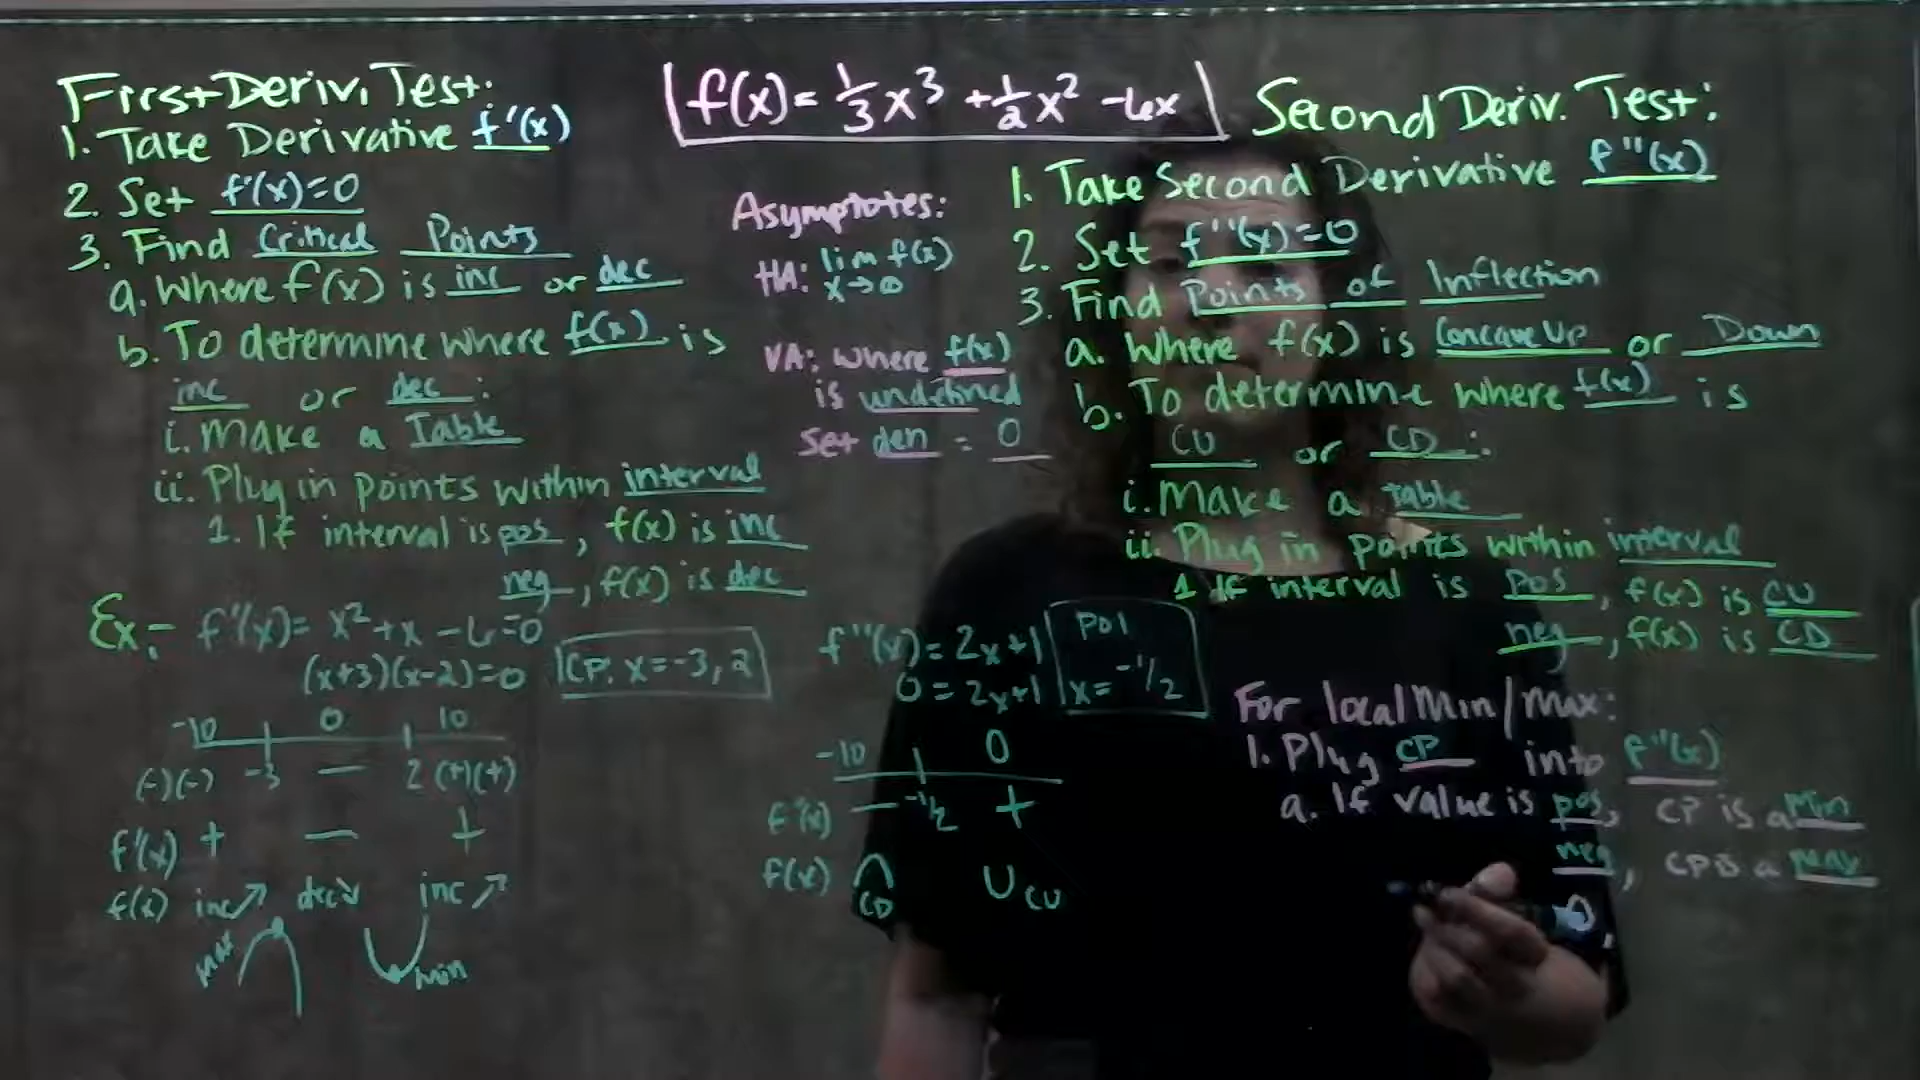 First Deriv. Test:
1. Take Derivative f'(x)
2. Set f'(x)=0
3. Find Critical Points
a. Where f(x) is inc or dec
b. To determine where f(x) is
inc or dec:
i. Make a Table
ii. Plug in points within interval
1. If interval is pos, f(x) is inc
neg, f(x) is dec
Ex:
f'(x)= x²+x-6=0
(x+3)(x-2)=0
CP: x=-3, 2
-10 0 10
(-)(-) -3 — 2 (+)(+)
f'(x) + — +
f(x) inc↗ dec↘ inc↗
max min
f(x)= 1/3x³ + 1/2x² -6x
Asymptotes:
HA: lim f(x)
x→∞
VA: Where f(x)
is undefined
Set den = 0
f''(x)= 2x+1
0 = 2x+1
POI
x= -1/2
-10 0
f''(x) — -1/2 +
f(x) ∩ CD ∪ CU
Second Deriv. Test:
1. Take Second Derivative f''(x)
2. Set f''(x)=0
3. Find Points of Inflection
a. Where f(x) is Concave Up or Down
b. To determine where f(x) is
CU or CD:
i. Make a table
ii. Plug in points within interval
1 If interval is pos, f(x) is CU
neg, f(x) is CD
For local Min/Max:
1. Plug CP into f''(x)
a. If value is pos, CP is a Min
neg, CP is a Max
0,